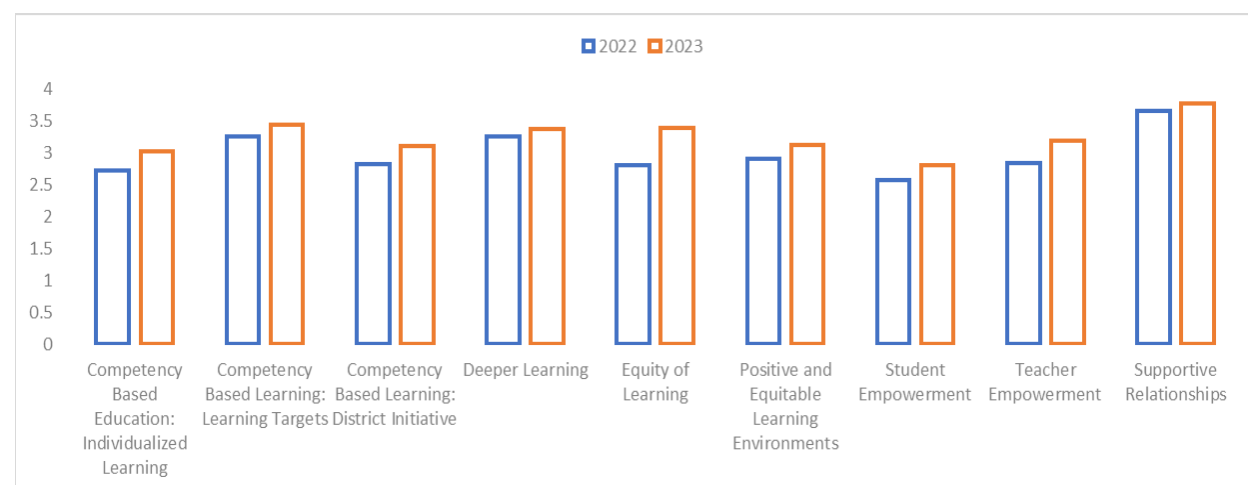 2022 2023
4
3.5
3
2.5
2
1.5
1
0.5
0
Competency
Based
Education:
Individualized
Learning
Competency
Based Learning:
Learning Targets
Competency
Based Learning:
District Initiative
Deeper Learning
Equity of
Learning
Positive and
Equitable
Learning
Environments
Student
Empowerment
Teacher
Empowerment
Supportive
Relationships